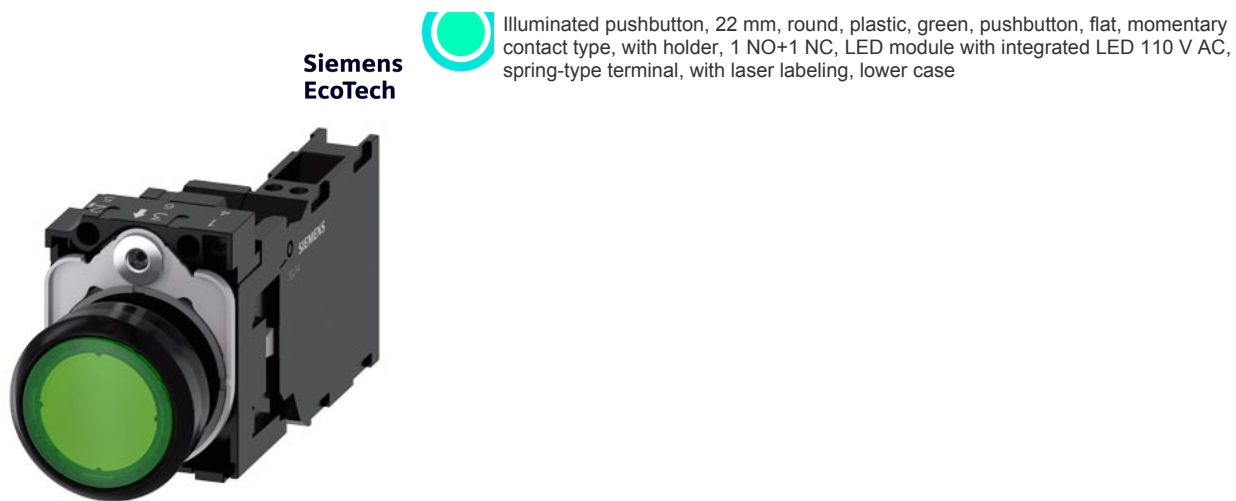 Illuminated pushbutton, 22 mm, round, plastic, green, pushbutton, flat, momentary
contact type, with holder, 1 NO+1 NC, LED module with integrated LED 110 V AC,
spring-type terminal, with laser labeling, lower case
Siemens
EcoTech
SIEMENS